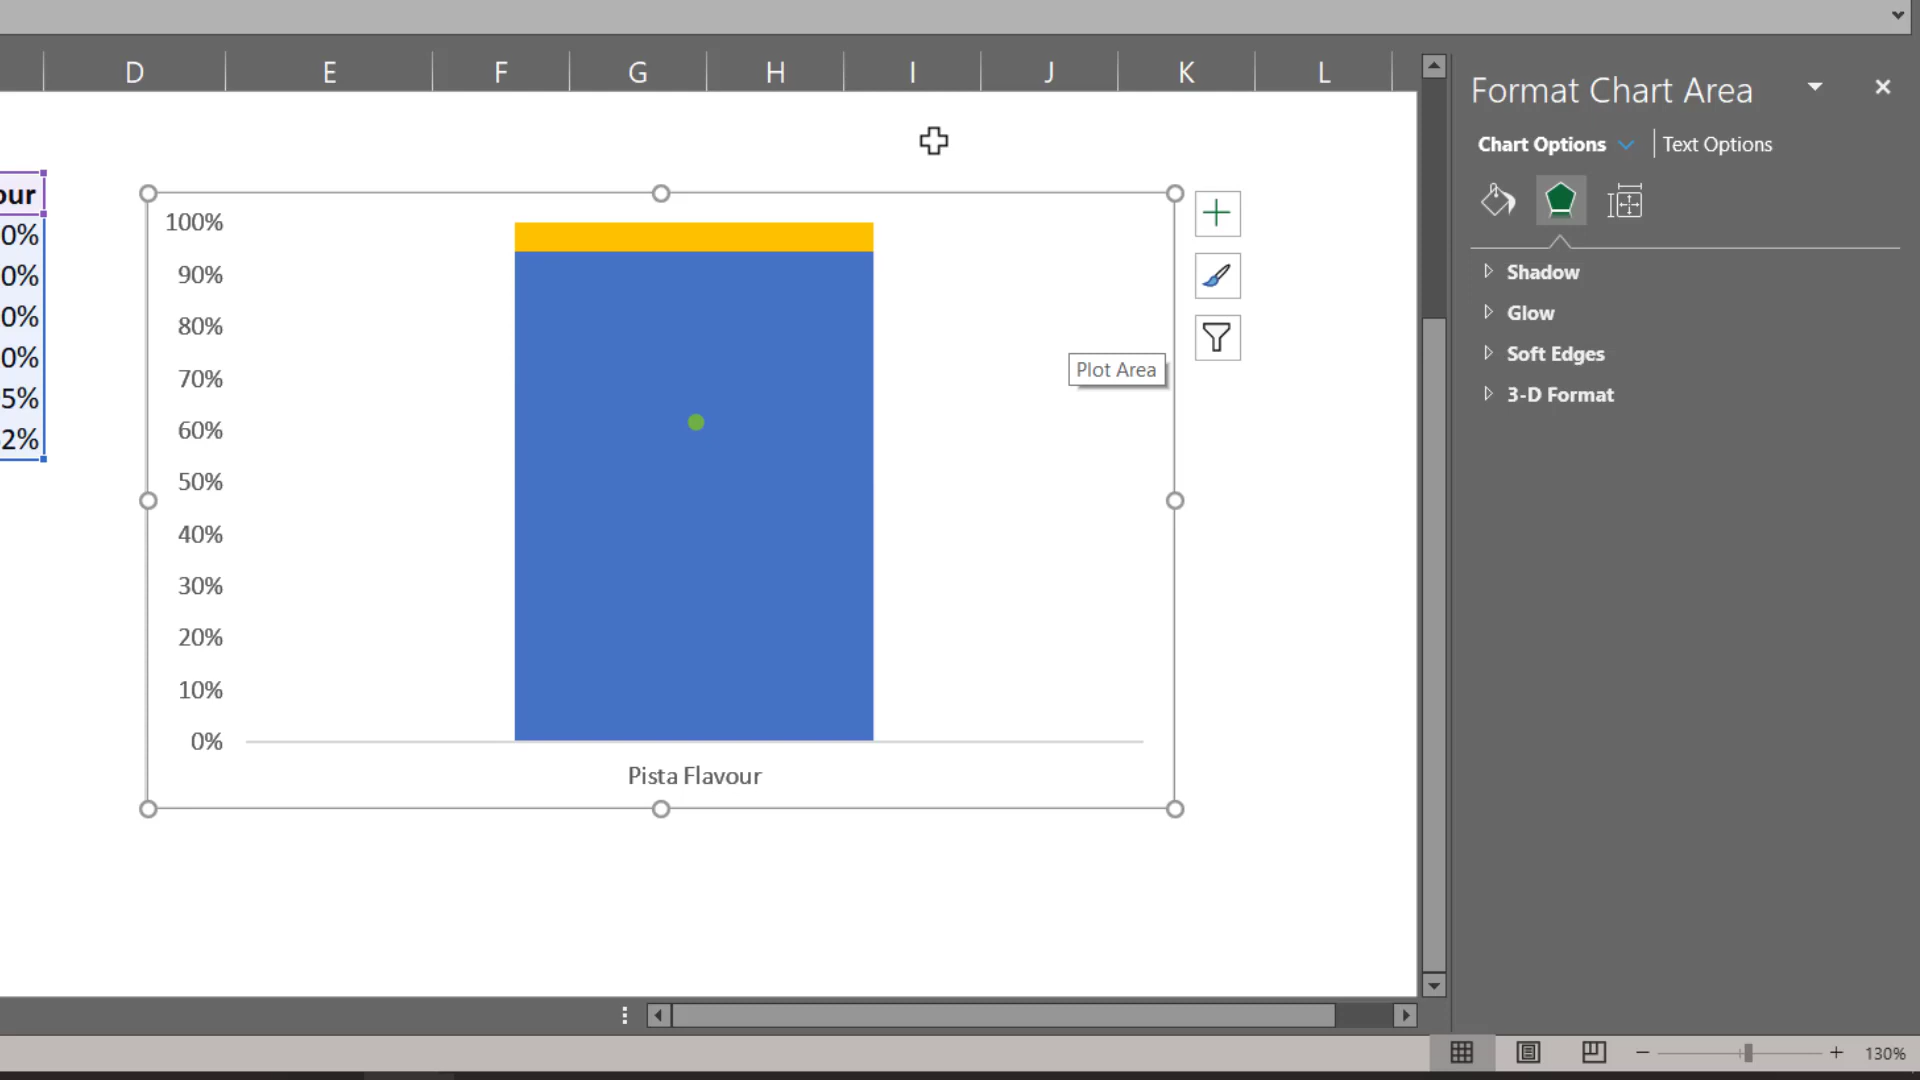 D E F G H I J K L
Format Chart Area
Chart Options Text Options
our
0%
0%
0%
0%
5%
2%
Shadow
Glow
Soft Edges
3-D Format
100%
90%
80%
70%
60%
50%
40%
30%
20%
10%
0%
Plot Area
Pista Flavour
130%